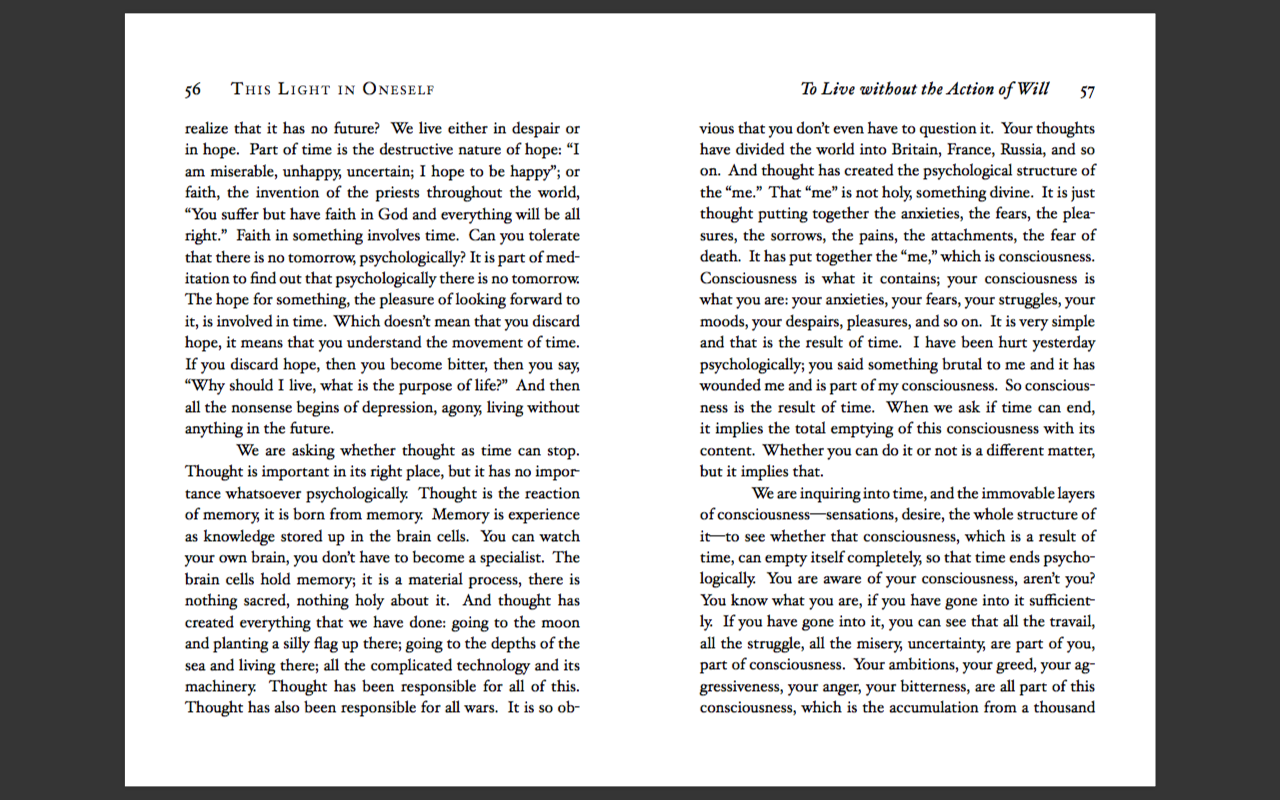 56 THIS LIGHT IN ONESELF
realize that it has no future? We live either in despair or
in hope. Part of time is the destructive nature of hope: “I
am miserable, unhappy, uncertain; I hope to be happy”; or
faith, the invention of the priests throughout the world,
“You suffer but have faith in God and everything will be all
right.” Faith in something involves time. Can you tolerate
that there is no tomorrow, psychologically? It is part of med-
itation to find out that psychologically there is no tomorrow.
The hope for something, the pleasure of looking forward to
it, is involved in time. Which doesn’t mean that you discard
hope, it means that you understand the movement of time.
If you discard hope, then you become bitter, then you say,
“Why should I live, what is the purpose of life?” And then
all the nonsense begins of depression, agony, living without
anything in the future.
We are asking whether thought as time can stop.
Thought is important in its right place, but it has no impor-
tance whatsoever psychologically. Thought is the reaction
of memory, it is born from memory. Memory is experience
as knowledge stored up in the brain cells. You can watch
your own brain, you don’t have to become a specialist. The
brain cells hold memory; it is a material process, there is
nothing sacred, nothing holy about it. And thought has
created everything that we have done: going to the moon
and planting a silly flag up there; going to the depths of the
sea and living there; all the complicated technology and its
machinery. Thought has been responsible for all of this.
Thought has also been responsible for all wars. It is so ob-
To Live without the Action of Will 57
vious that you don’t even have to question it. Your thoughts
have divided the world into Britain, France, Russia, and so
on. And thought has created the psychological structure of
the “me.” That “me” is not holy, something divine. It is just
thought putting together the anxieties, the fears, the plea-
sures, the sorrows, the pains, the attachments, the fear of
death. It has put together the “me,” which is consciousness.
Consciousness is what it contains; your consciousness is
what you are: your anxieties, your fears, your struggles, your
moods, your despairs, pleasures, and so on. It is very simple
and that is the result of time. I have been hurt yesterday
psychologically; you said something brutal to me and it has
wounded me and is part of my consciousness. So conscious-
ness is the result of time. When we ask if time can end,
it implies the total emptying of this consciousness with its
content. Whether you can do it or not is a different matter,
but it implies that.
We are inquiring into time, and the immovable layers
of consciousness—sensations, desire, the whole structure of
it—to see whether that consciousness, which is a result of
time, can empty itself completely, so that time ends psycho-
logically. You are aware of your consciousness, aren’t you?
You know what you are, if you have gone into it sufficient-
ly. If you have gone into it, you can see that all the travail,
all the struggle, all the misery, uncertainty, are part of you,
part of consciousness. Your ambitions, your greed, your ag-
gressiveness, your anger, your bitterness, are all part of this
consciousness, which is the accumulation from a thousand